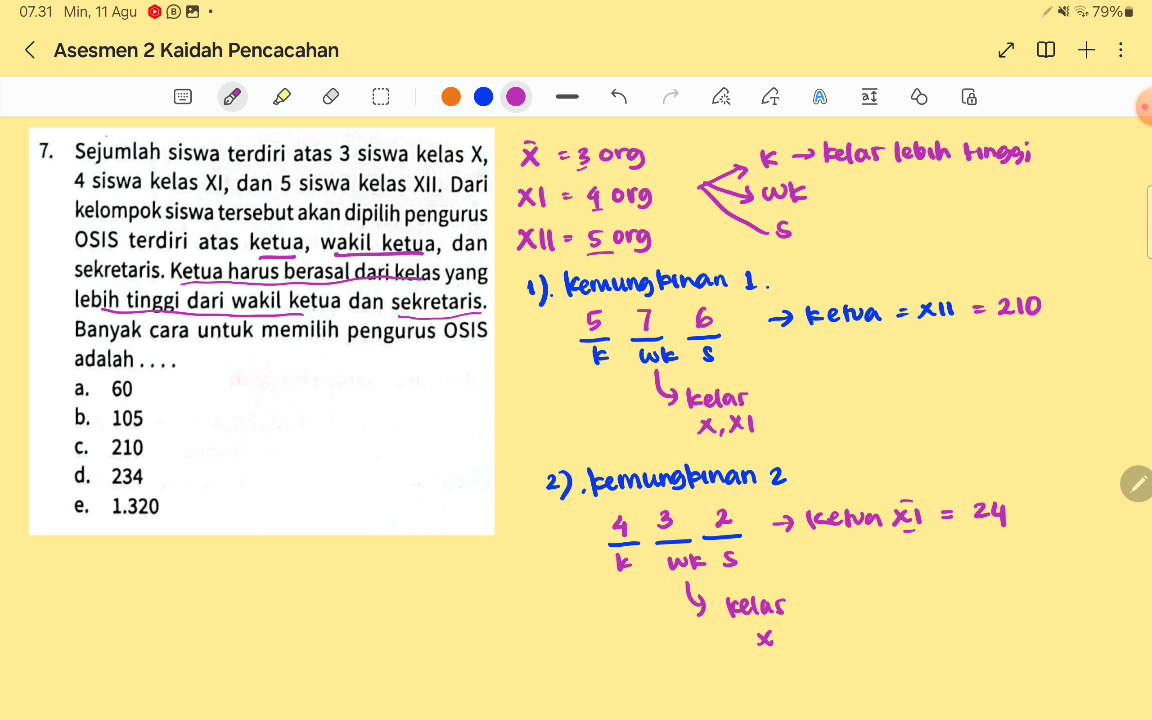 07.31 Min, 11 Agu
79%
Asesmen 2 Kaidah Pencacahan
7. Sejumlah siswa terdiri atas 3 siswa kelas X,
4 siswa kelas XI, dan 5 siswa kelas XII. Dari
kelompok siswa tersebut akan dipilih pengurus
OSIS terdiri atas ketua, wakil ketua, dan
sekretaris. Ketua harus berasal dari kelas yang
lebih tinggi dari wakil ketua dan sekretaris.
Banyak cara untuk memilih pengurus OSIS
adalah . . . .
a. 60
b. 105
c. 210
d. 234
e. 1.320
X = 3 org
XI = 4 org
XII = 5 org
K → kelas lebih tinggi
WK
S
1). Kemungkinan 1.
5 7 6 → ketua = XII = 210
K WK S
kelas
X, XI
2). Kemungkinan 2
4 3 2 → ketua XI = 24
K WK S
kelas
X